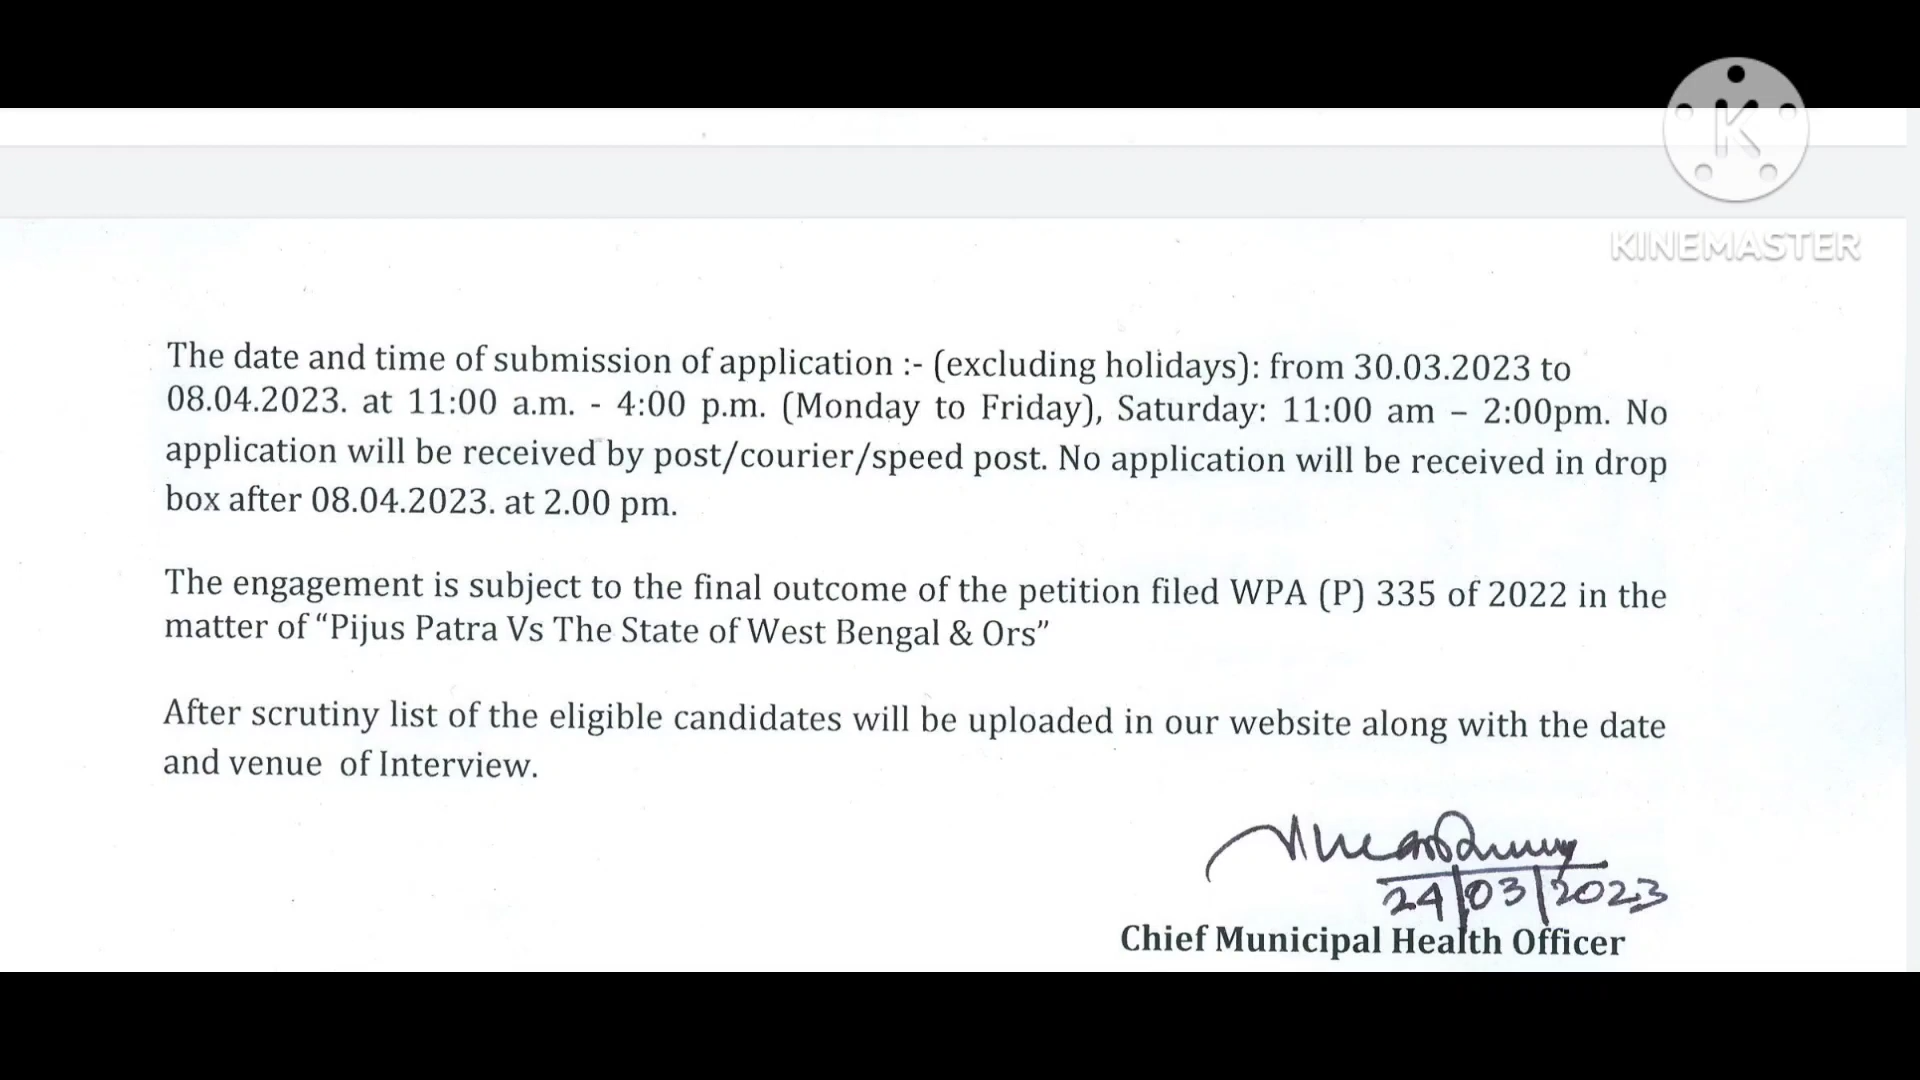 K
KINEMASTER
The date and time of submission of application :- (excluding holidays): from 30.03.2023 to
08.04.2023. at 11:00 a.m. - 4:00 p.m. (Monday to Friday), Saturday: 11:00 am – 2:00pm. No
application will be received by post/courier/speed post. No application will be received in drop
box after 08.04.2023. at 2.00 pm.
The engagement is subject to the final outcome of the petition filed WPA (P) 335 of 2022 in the
matter of “Pijus Patra Vs The State of West Bengal & Ors”
After scrutiny list of the eligible candidates will be uploaded in our website along with the date
and venue of Interview.
24/03/2023
Chief Municipal Health Officer